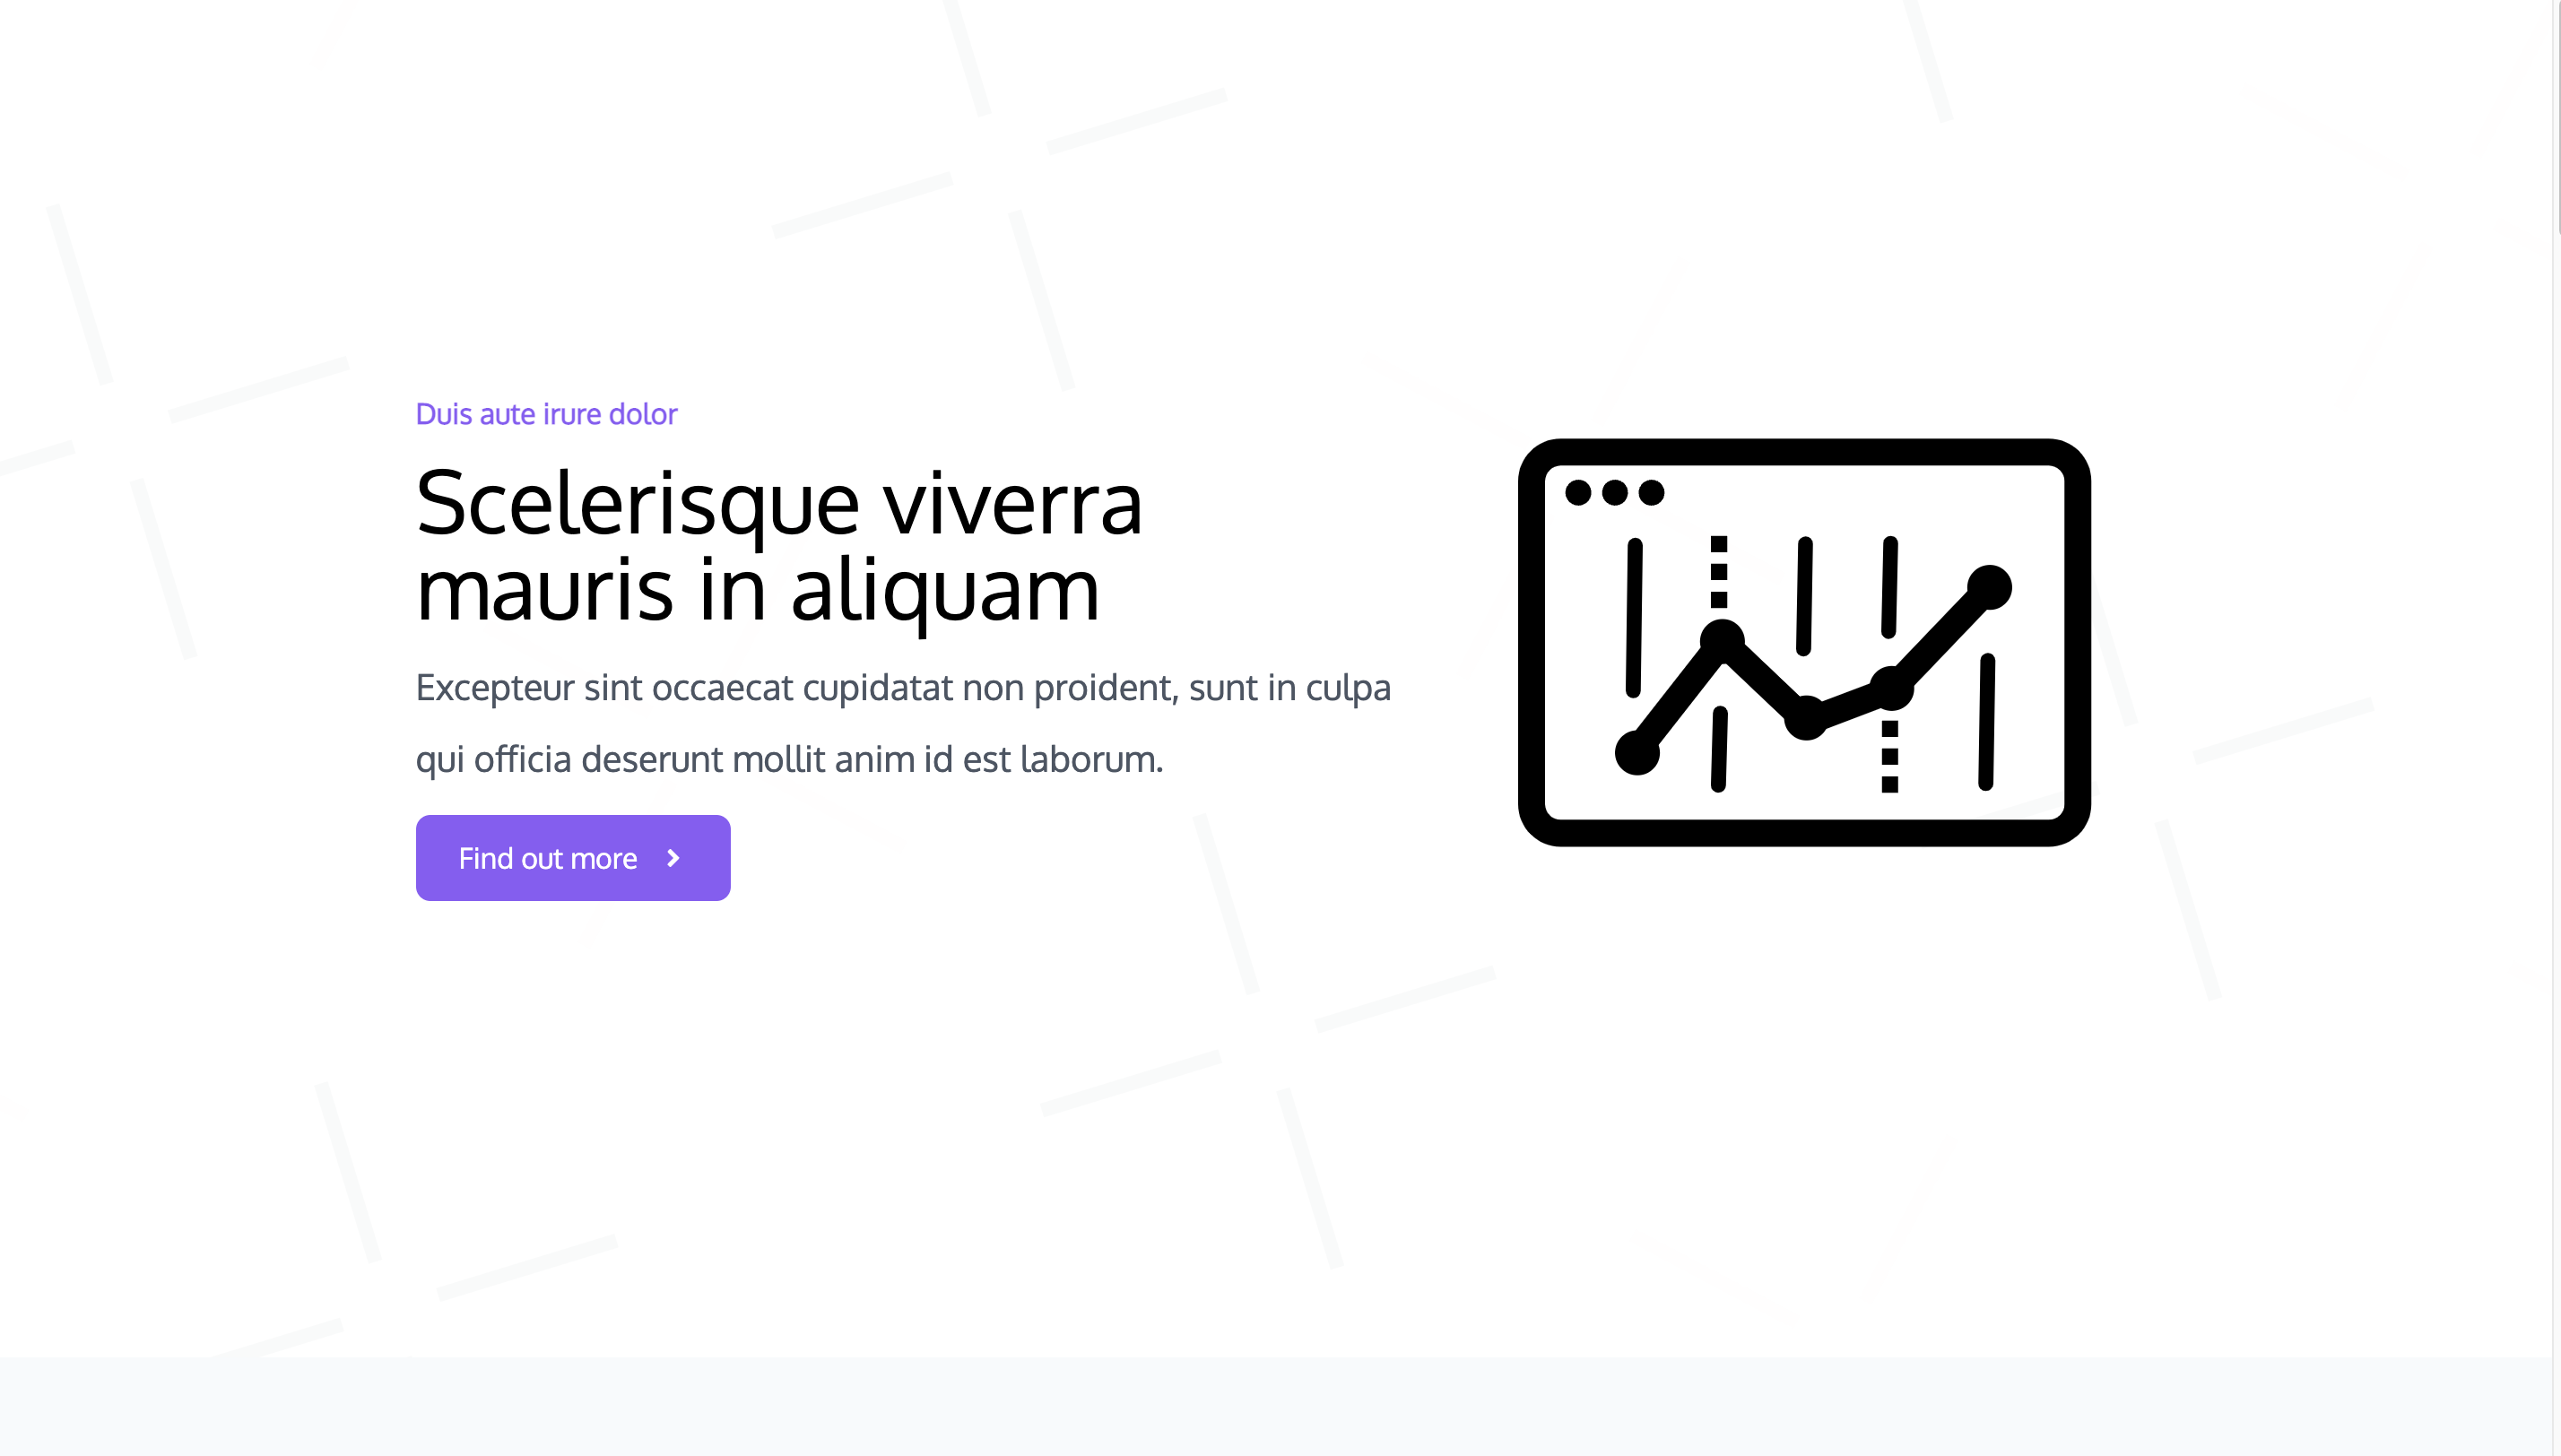 Duis aute irure dolor
Scelerisque viverra
mauris in aliquam
Excepteur sint occaecat cupidatat non proident, sunt in culpa
qui officia deserunt mollit anim id est laborum.
Find out more